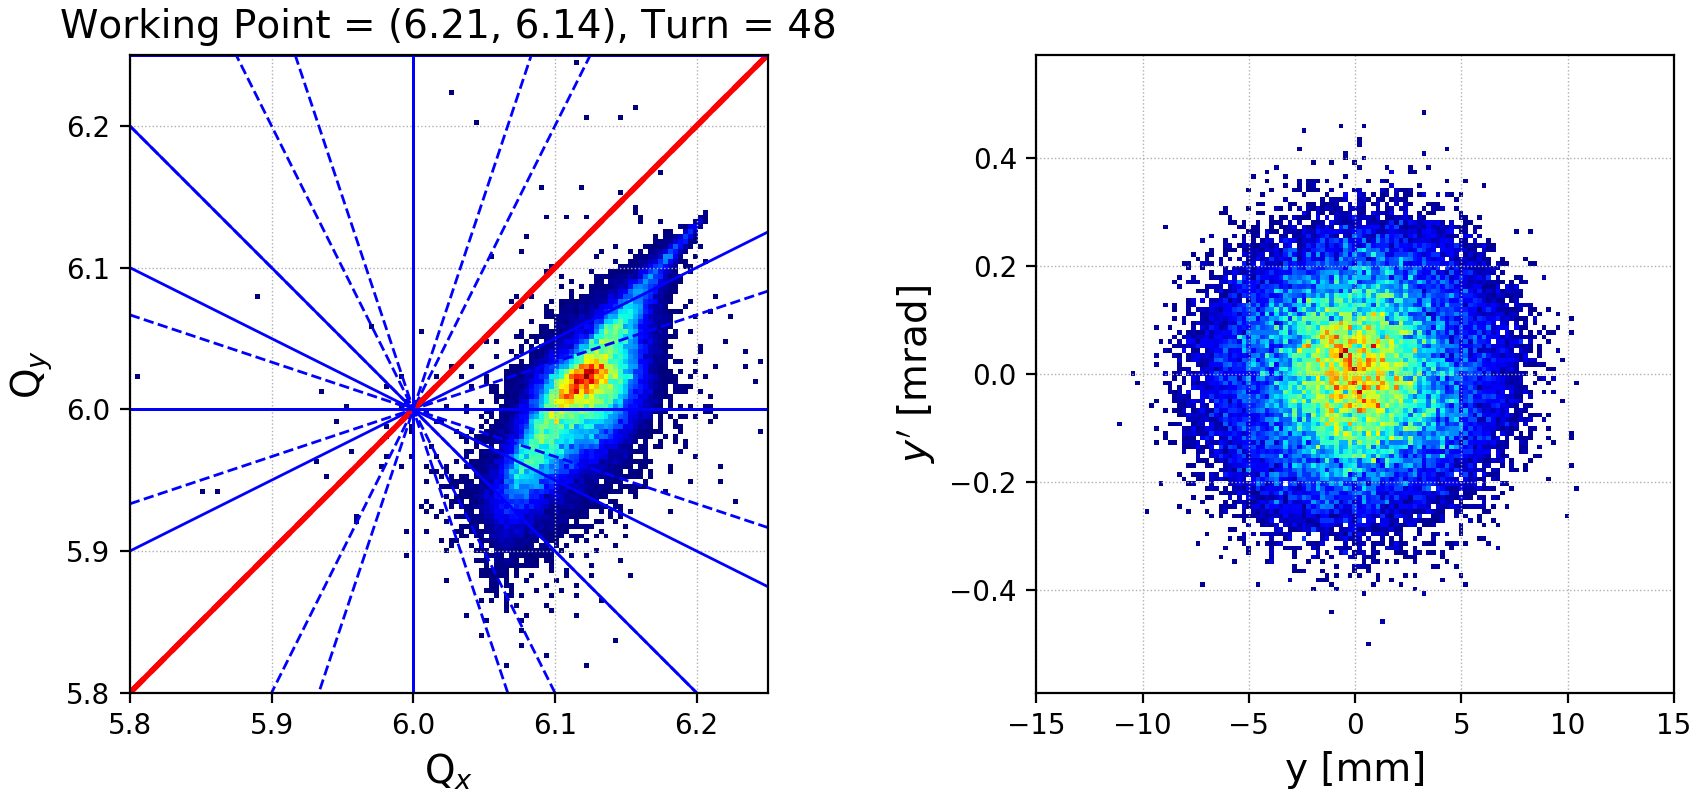 Working Point = (6.21, 6.14), Turn = 48
6.2
6.1
6.0
5.9
5.8
Q_y
5.8 5.9 6.0 6.1 6.2
Q_x
0.4
0.2
0.0
−0.2
−0.4
y′ [mrad]
−15 −10 −5 0 5 10 15
y [mm]